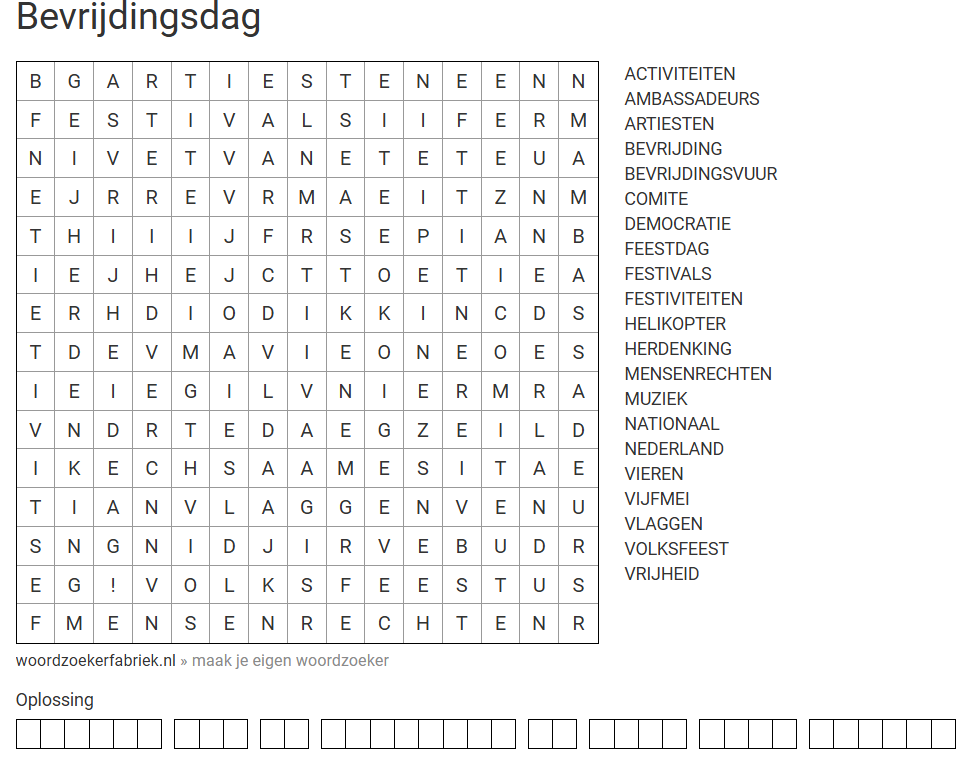 Bevrijdingsdag
B G A R T I E S T E N E E N N
F E S T I V A L S I I F E R M
N I V E T V A N E T E T E U A
E J R R E V R M A E I T Z N M
T H I I I J F R S E P I A N B
I E J H E J C T T O E T I E A
E R H D I O D I K K I N C D S
T D E V M A V I E O N E O E S
I E I E G I L V N I E R M R A
V N D R T E D A E G Z E I L D
I K E C H S A A M E S I T A E
T I A N V L A G G E N V E N U
S N G N I D J I R V E B U D R
E G ! V O L K S F E E S T U S
F M E N S E N R E C H T E N R
ACTIVITEITEN
AMBASSADEURS
ARTIESTEN
BEVRIJDING
BEVRIJDINGSVUUR
COMITE
DEMOCRATIE
FEESTDAG
FESTIVALS
FESTIVITEITEN
HELIKOPTER
HERDENKING
MENSENRECHTEN
MUZIEK
NATIONAAL
NEDERLAND
VIEREN
VIJFMEI
VLAGGEN
VOLKSFEEST
VRIJHEID
woordzoekerfabriek.nl » maak je eigen woordzoeker
Oplossing